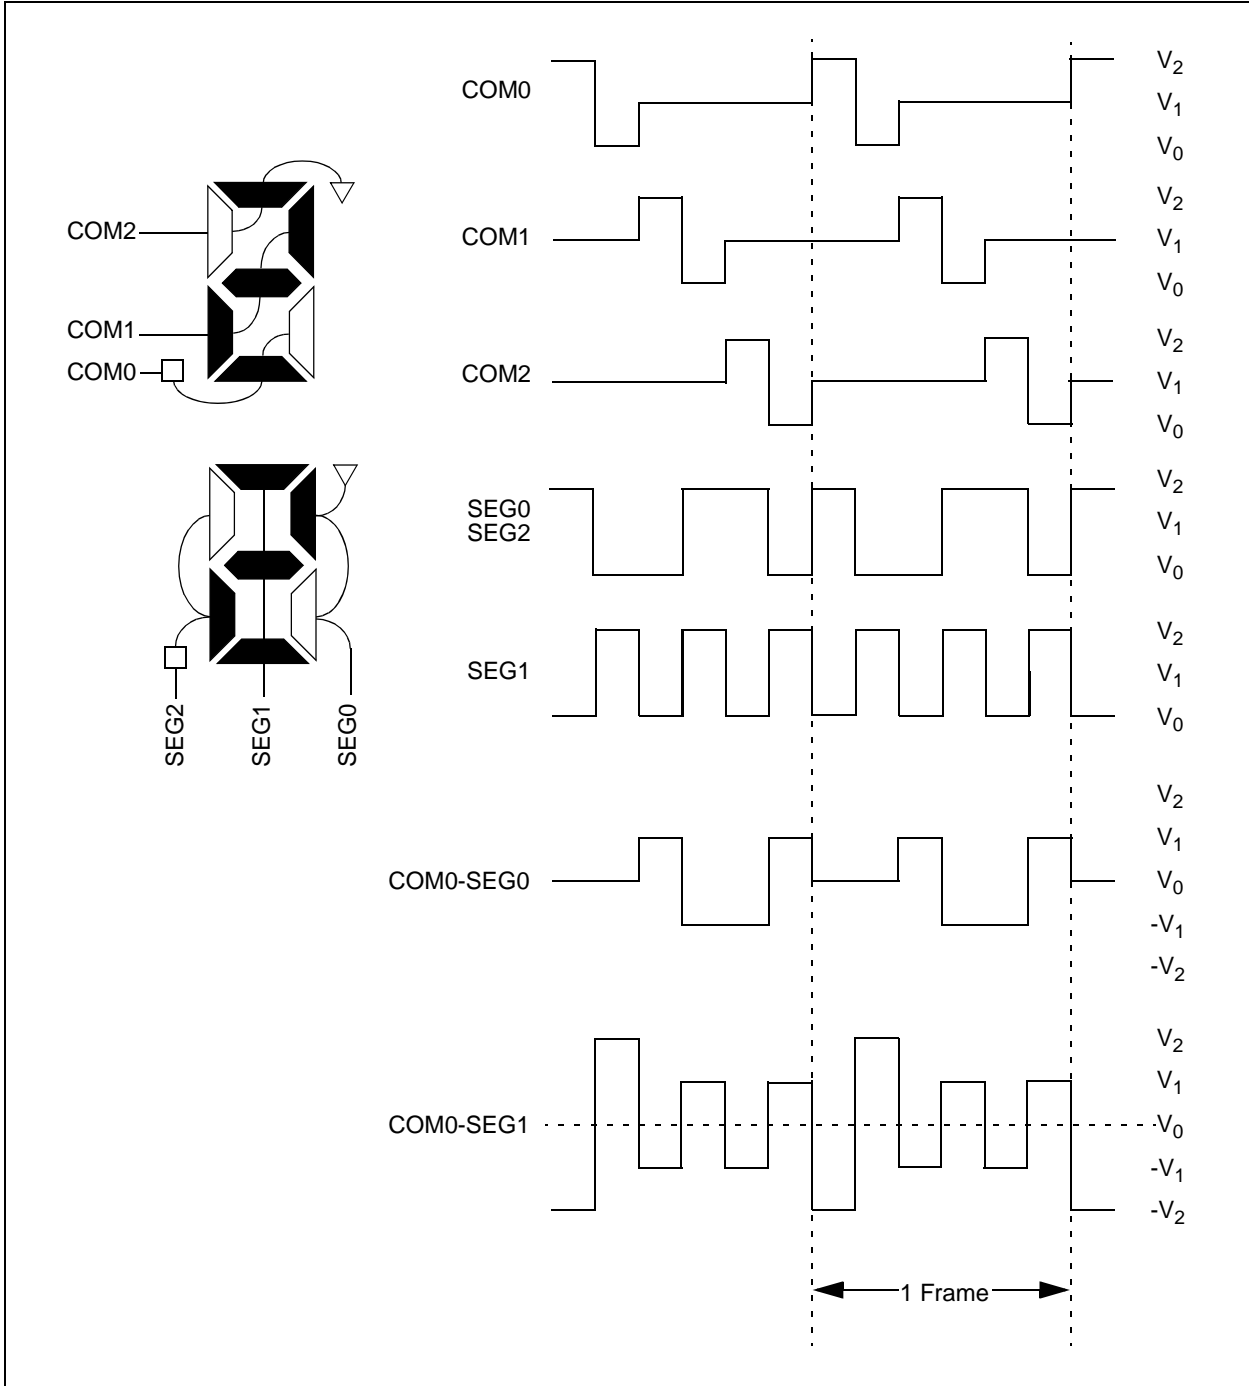 COM0
V2
V1
V0
COM2
COM1
COM0
COM1
V2
V1
V0
COM2
V2
V1
V0
SEG0
SEG2
V2
V1
V0
SEG1
V2
V1
V0
SEG2
SEG1
SEG0
COM0-SEG0
V2
V1
V0
-V1
-V2
COM0-SEG1
V2
V1
V0
-V1
-V2
1 Frame